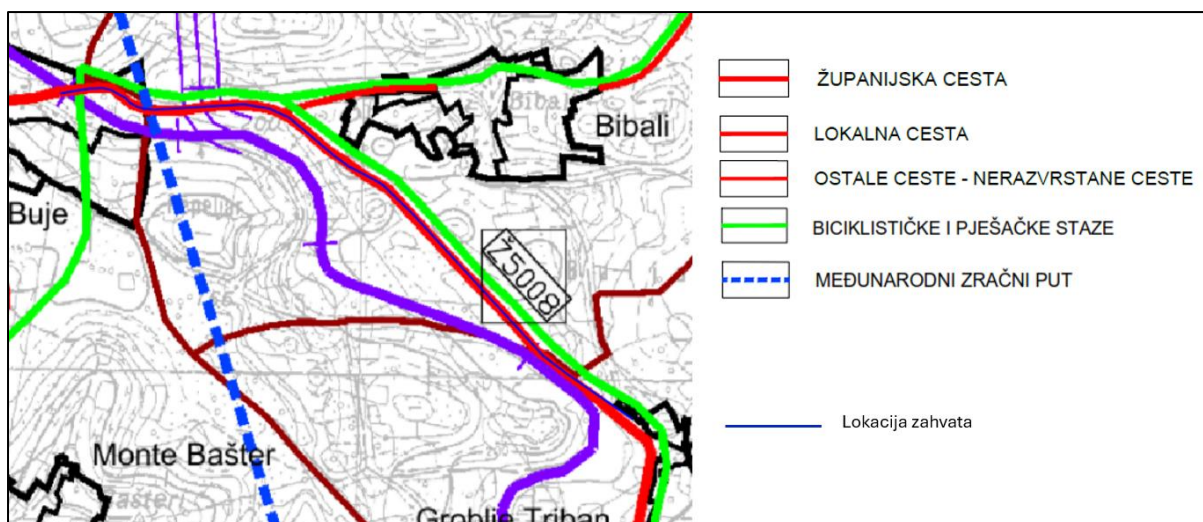 Bibali
Buje
Ž5008
Monte Bašter
Groblje Triban
ŽUPANIJSKA CESTA
LOKALNA CESTA
OSTALE CESTE - NERAZVRSTANE CESTE
BICIKLISTIČKE I PJEŠAČKE STAZE
MEĐUNARODNI ZRAČNI PUT
Lokacija zahvata